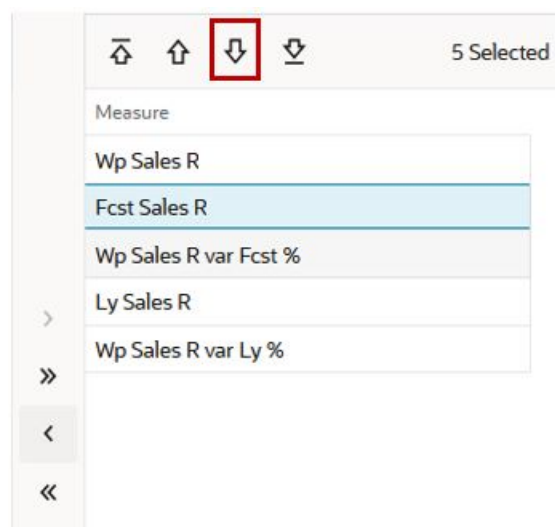 5 Selected
Measure
Wp Sales R
Fcst Sales R
Wp Sales R var Fcst %
Ly Sales R
Wp Sales R var Ly %